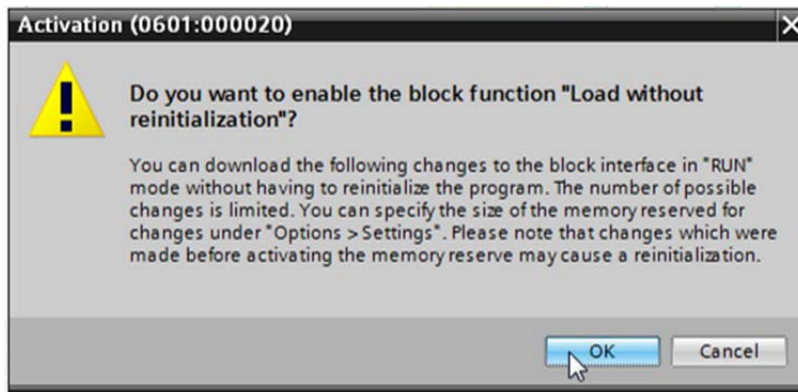 Activation (0601:000020)
Do you want to enable the block function "Load without
reinitialization"?
You can download the following changes to the block interface in "RUN"
mode without having to reinitialize the program. The number of possible
changes is limited. You can specify the size of the memory reserved for
changes under "Options > Settings". Please note that changes which were
made before activating the memory reserve may cause a reinitialization.
OK
Cancel